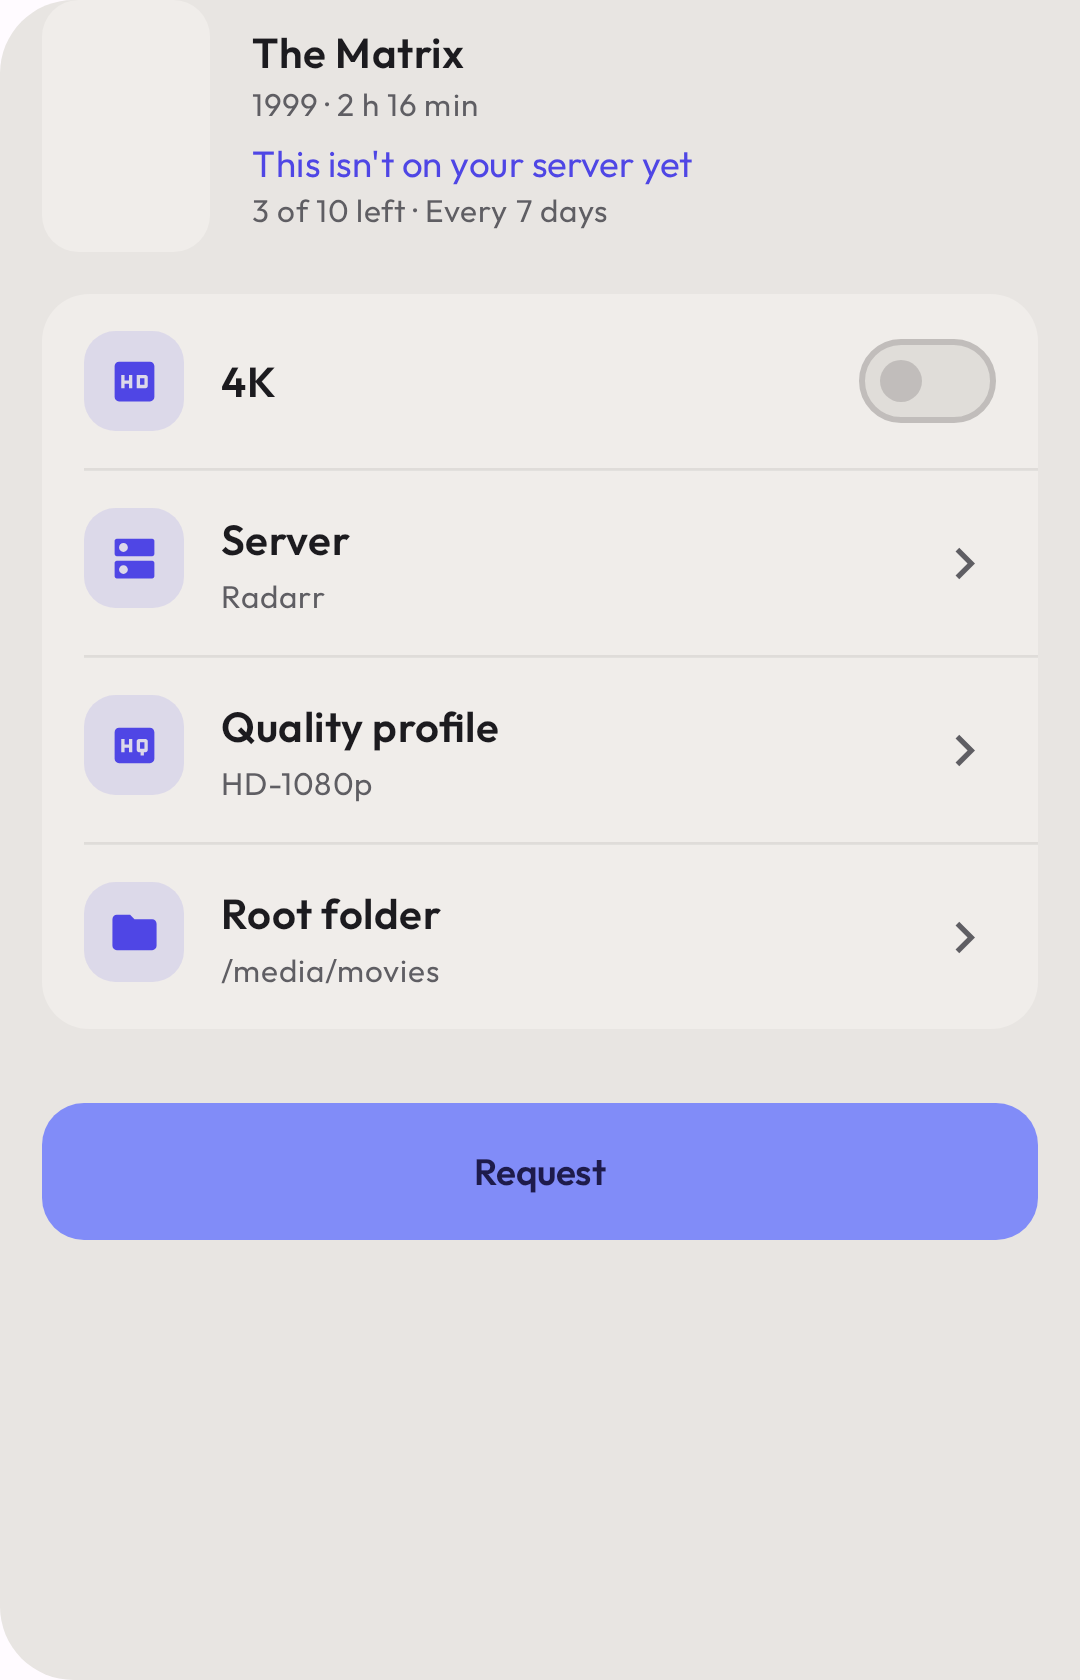 The Matrix
1999 · 2 h 16 min
This isn't on your server yet
3 of 10 left · Every 7 days
HD
4K
Server
Radarr
HQ
Quality profile
HD-1080p
Root folder
/media/movies
Request